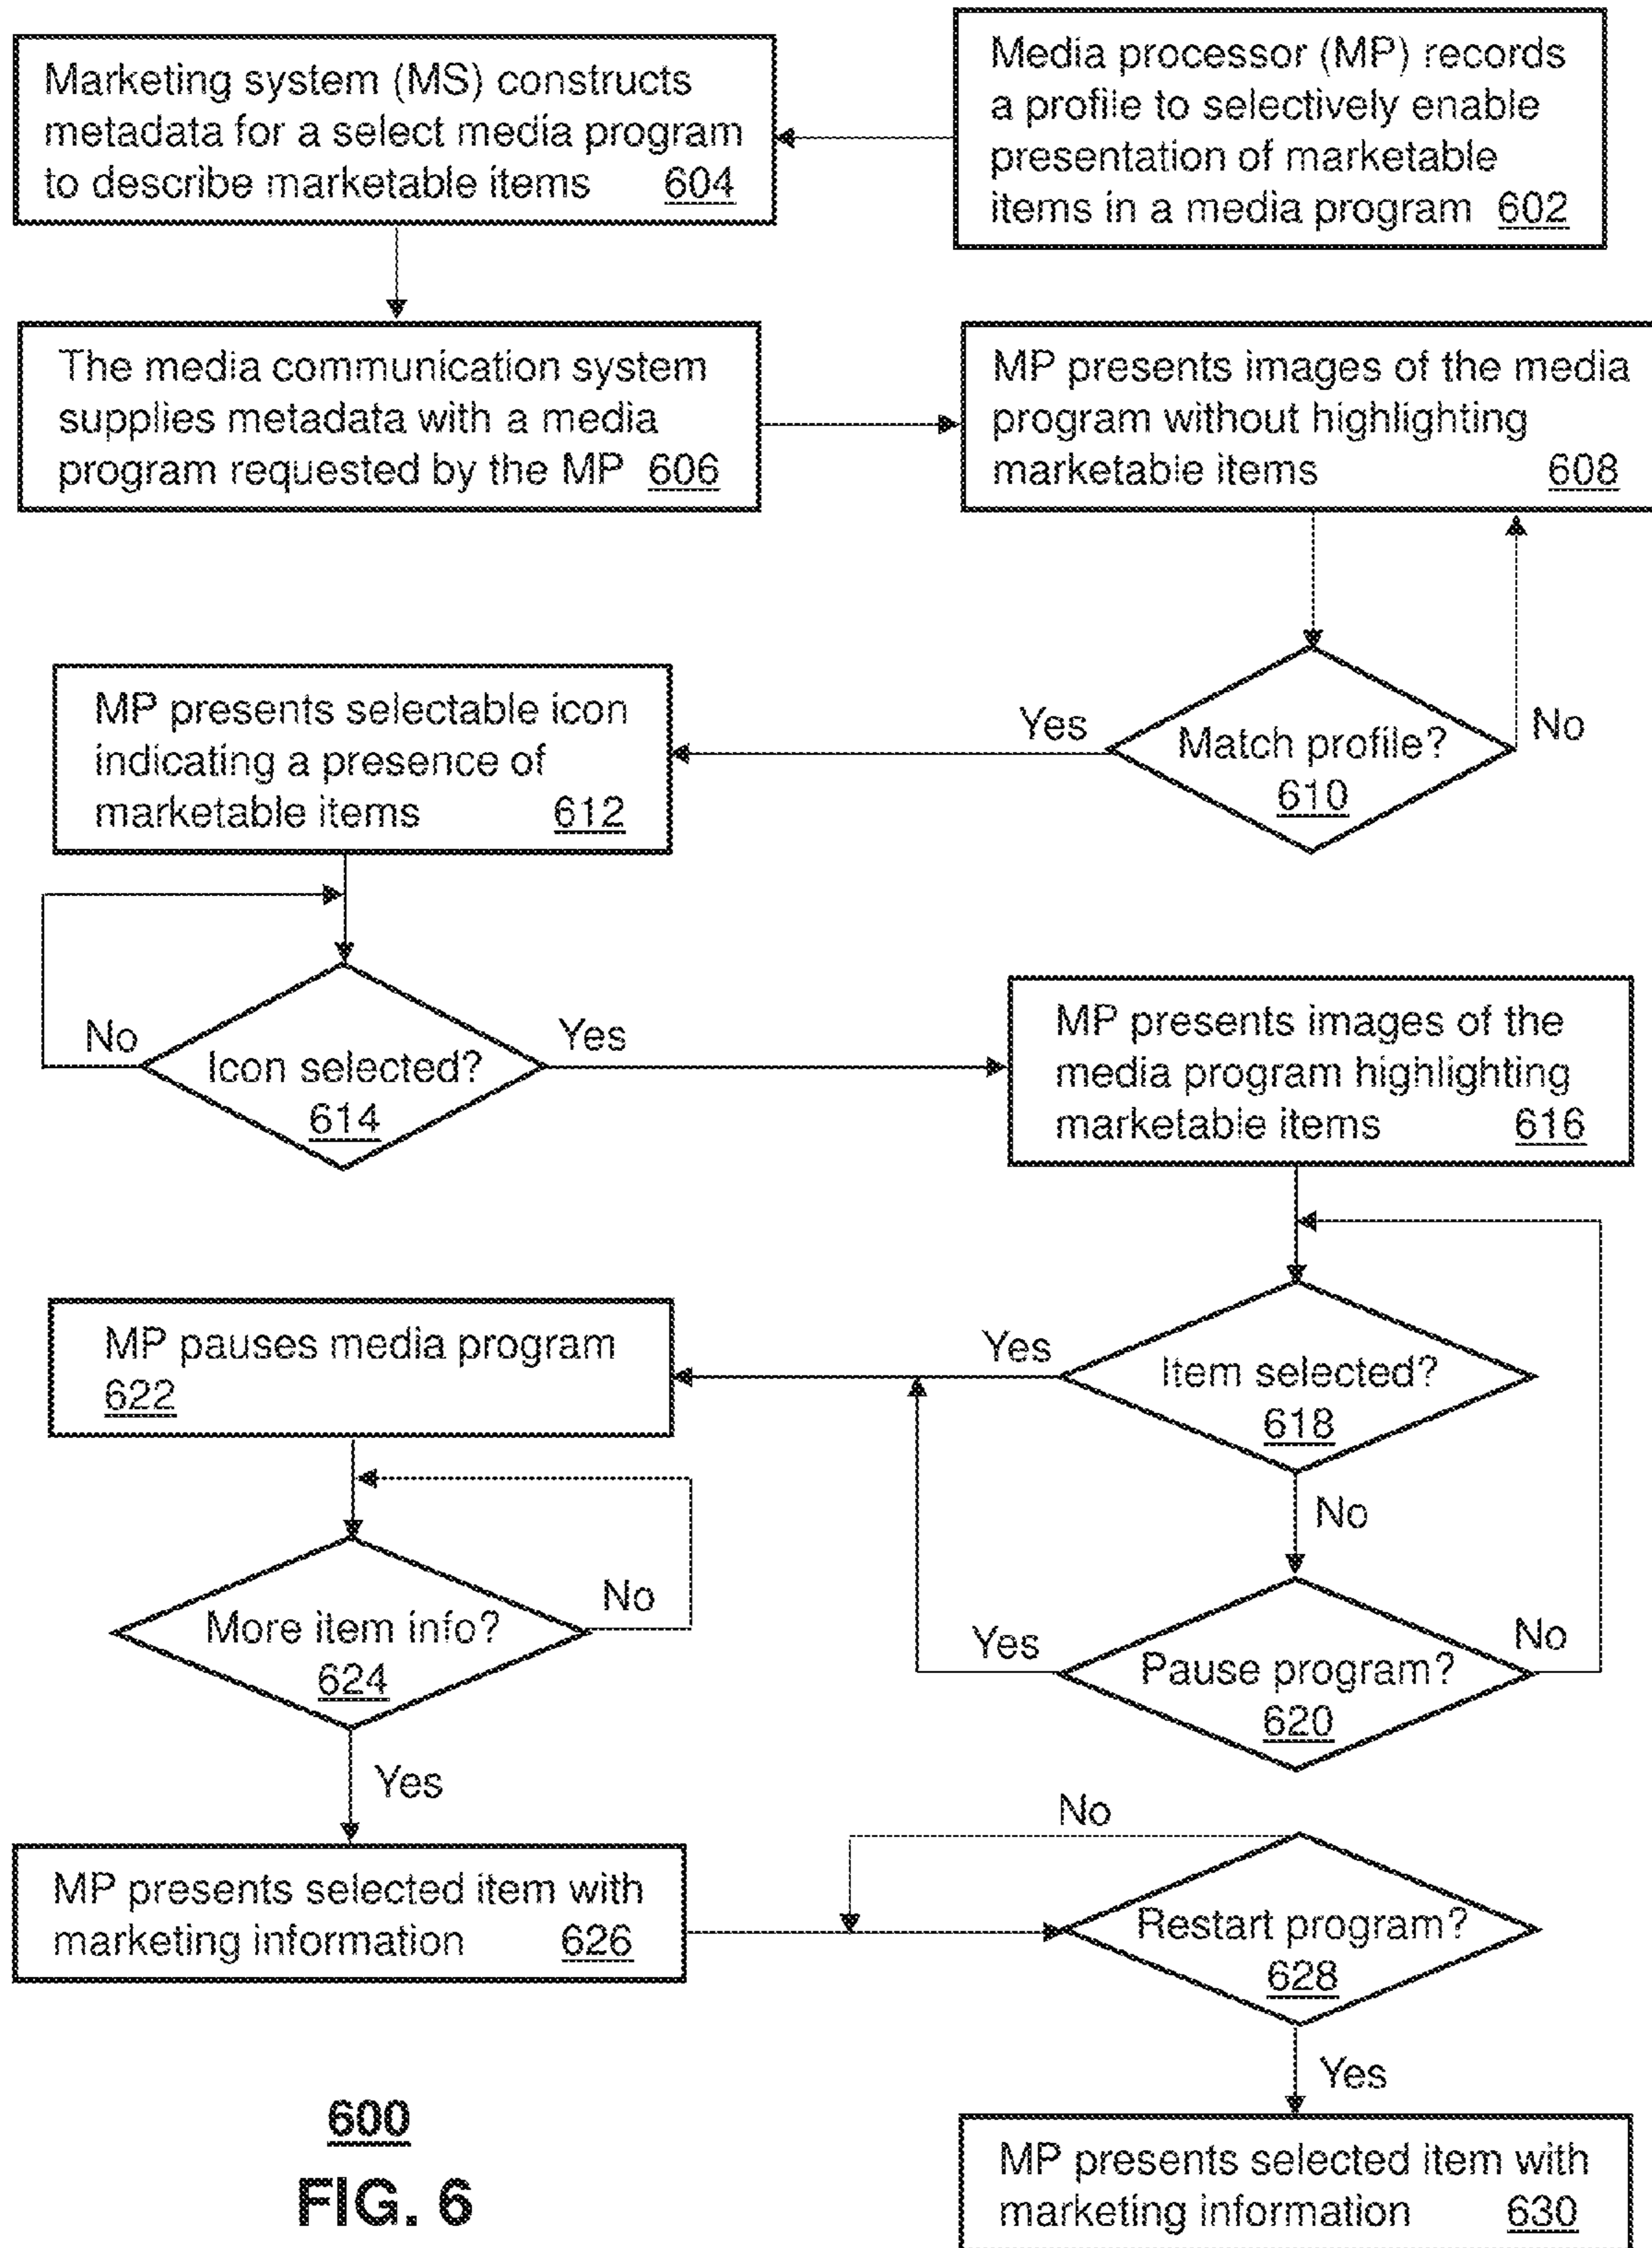 Media processor (MP) records
a profile to selectively enable
presentation of marketable
items in a media program 602
Marketing system (MS) constructs
metadata for a select media program
to describe marketable items 604
The media communication system
supplies metadata with a media
program requested by the MP 606
MP presents images of the media
program without highlighting
marketable items 608
Match profile?
610
Yes
No
MP presents selectable icon
indicating a presence of
marketable items 612
Icon selected?
614
No
Yes
MP presents images of the
media program highlighting
marketable items 616
Item selected?
618
Yes
No
Pause program?
620
Yes
No
MP pauses media program
622
More item info?
624
No
Yes
MP presents selected item with
marketing information 626
Restart program?
628
No
Yes
MP presents selected item with
marketing information 630
600
FIG. 6